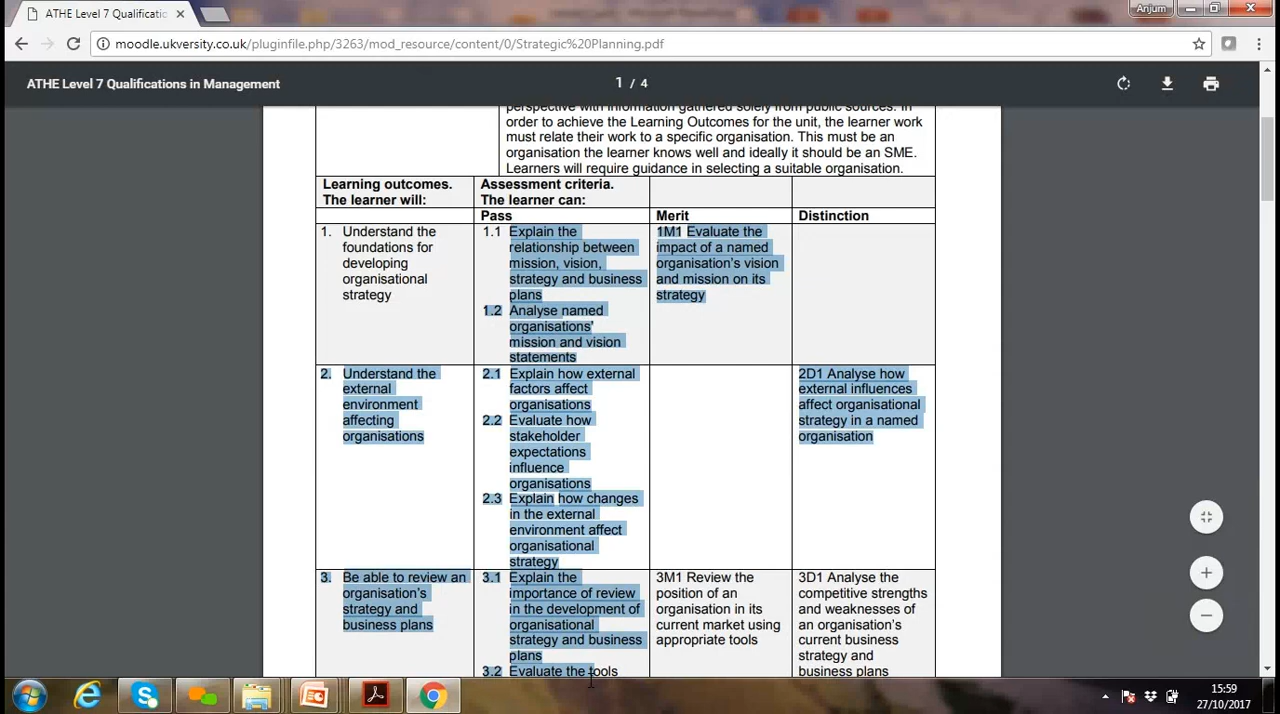 ATHE Level 7 Qualificatio
Anjum
moodle.ukversity.co.uk/pluginfile.php/3263/mod_resource/content/0/Strategic%20Planning.pdf
ATHE Level 7 Qualifications in Management
1 / 4
perspective with information gathered solely from public sources. In
order to achieve the Learning Outcomes for the unit, the learner work
must relate their work to a specific organisation. This must be an
organisation the learner knows well and ideally it should be an SME.
Learners will require guidance in selecting a suitable organisation.
Learning outcomes.
The learner will:
Assessment criteria.
The learner can:
Pass
Merit
Distinction
1. Understand the
foundations for
developing
organisational
strategy
1.1 Explain the
relationship between
mission, vision,
strategy and business
plans
1.2 Analyse named
organisations'
mission and vision
statements
1M1 Evaluate the
impact of a named
organisation's vision
and mission on its
strategy
2. Understand the
external
environment
affecting
organisations
2.1 Explain how external
factors affect
organisations
2.2 Evaluate how
stakeholder
expectations
influence
organisations
2.3 Explain how changes
in the external
environment affect
organisational
strategy
2D1 Analyse how
external influences
affect organisational
strategy in a named
organisation
3. Be able to review an
organisation's
strategy and
business plans
3.1 Explain the
importance of review
in the development of
organisational
strategy and business
plans
3.2 Evaluate the tools
3M1 Review the
position of an
organisation in its
current market using
appropriate tools
3D1 Analyse the
competitive strengths
and weaknesses of
an organisation's
current business
strategy and
business plans
15:59
27/10/2017